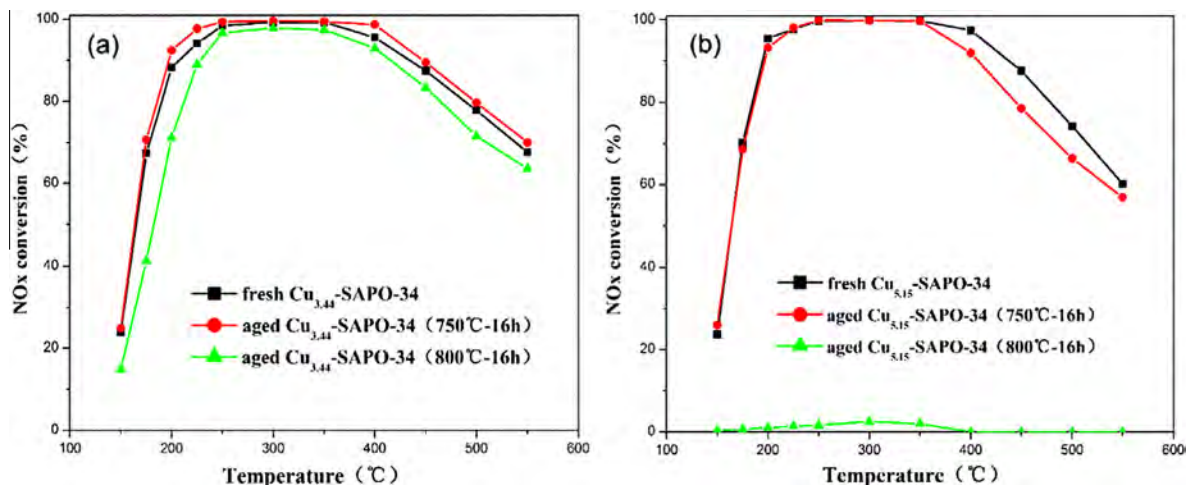 (a)
NOx conversion (%)
100
80
60
40
20
0
fresh Cu3.44-SAPO-34
aged Cu3.44-SAPO-34 (750℃-16h)
aged Cu3.44-SAPO-34 (800℃-16h)
100 200 300 400 500 600
Temperature (℃)
(b)
NOx conversion (%)
100
80
60
40
20
0
fresh Cu5.15-SAPO-34
aged Cu5.15-SAPO-34 (750℃-16h)
aged Cu5.15-SAPO-34 (800℃-16h)
100 200 300 400 500 600
Temperature (℃)